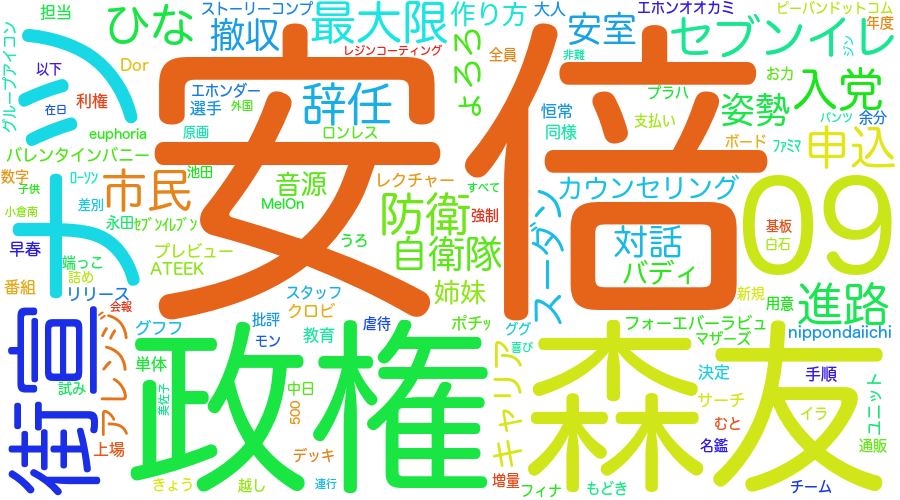 担当
ひな
ストーリーコンプ
撤収
最大限
レジンコーティング
作り方
大人
安室
エホンオオカミ
ピーバンドットコム
年度
セブンイレ
ジン
グループアイコン
ツ
Dor
以下
利権
在日
euphoria
エホンダー
選手
外国
原画
辞任
ロンレス
よろろ
全員
非難
恒常
同様
プラハ
支払い
お力
姿勢
ボード
入党
パンツ
余分
ファミマ
申込
安倍
バレンタインバニー
数字
子供
ローソン
小倉南
差別
市民
池田
永田
セブンイレブン
音源
MelOn
レクチャー
すべて
強制
カウンセリング
09
基板
白石
ナ
早春
端っこ
詰め
番組
リリース
会報
プレビュー
ATEEK
うろ
防衛
自衛隊
姉妹
スーダン
対話
バディ
新規
用意
進路
nippondaiichi
スタッフ
クロビ
批評
モン
虐待
教育
ポチッ
ググ
喜び
フォーエバーラビュ
マザーズ
街宣
アレンジ
グフフ
単体
試み
美佐子
上場
きょう
越し
政権
中日
500
デッキ
連行
キャリア
増量
フィナ
もどき
森友
決定
サーチ
むと
名鑑
チーム
手順
イラ
ユニット
通販